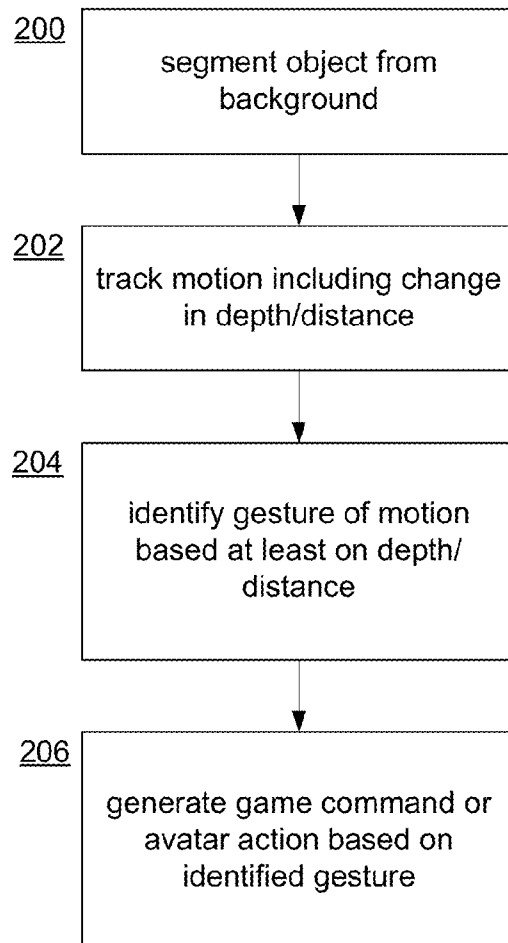 200
segment object from
background
202
track motion including change
in depth/distance
204
identify gesture of motion
based at least on depth/
distance
206
generate game command or
avatar action based on
identified gesture